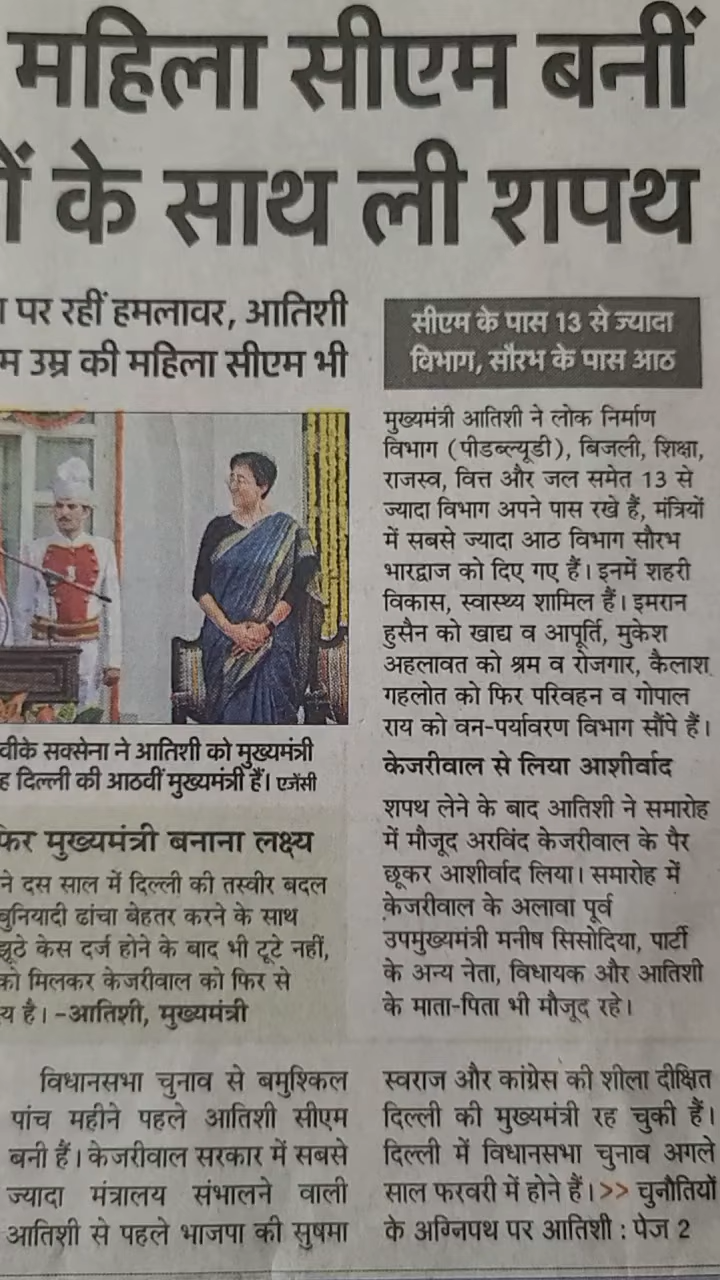 महिला सीएम बनीं
के साथ ली शपथ
पर रहीं हमलावर, आतिशी
उम्र की महिला सीएम भी
सीएम के पास 13 से ज्यादा
विभाग, सौरभ के पास आठ
मुख्यमंत्री आतिशी ने लोक निर्माण
विभाग (पीडब्ल्यूडी), बिजली, शिक्षा,
राजस्व, वित्त और जल समेत 13 से
ज्यादा विभाग अपने पास रखे हैं, मंत्रियों
में सबसे ज्यादा आठ विभाग सौरभ
भारद्वाज को दिए गए हैं। इनमें शहरी
विकास, स्वास्थ्य शामिल हैं। इमरान
हुसैन को खाद्य व आपूर्ति, मुकेश
अहलावत को श्रम व रोजगार, कैलाश
गहलोत को फिर परिवहन व गोपाल
राय को वन-पर्यावरण विभाग सौंपे हैं।
केजरीवाल से लिया आशीर्वाद
शपथ लेने के बाद आतिशी ने समारोह
में मौजूद अरविंद केजरीवाल के पैर
छूकर आशीर्वाद लिया। समारोह में
केजरीवाल के अलावा पूर्व
उपमुख्यमंत्री मनीष सिसोदिया, पार्टी
के अन्य नेता, विधायक और आतिशी
के माता-पिता भी मौजूद रहे।
वीके सक्सेना ने आतिशी को मुख्यमंत्री
ह दिल्ली की आठवीं मुख्यमंत्री हैं। एजेंसी
फिर मुख्यमंत्री बनाना लक्ष्य
ने दस साल में दिल्ली की तस्वीर बदल
बुनियादी ढांचा बेहतर करने के साथ
झूठे केस दर्ज होने के बाद भी टूटे नहीं,
को मिलकर केजरीवाल को फिर से
य है। -आतिशी, मुख्यमंत्री
विधानसभा चुनाव से बमुश्किल
पांच महीने पहले आतिशी सीएम
बनी हैं। केजरीवाल सरकार में सबसे
ज्यादा मंत्रालय संभालने वाली
आतिशी से पहले भाजपा की सुषमा
स्वराज और कांग्रेस की शीला दीक्षित
दिल्ली की मुख्यमंत्री रह चुकी हैं।
दिल्ली में विधानसभा चुनाव अगले
साल फरवरी में होने हैं। >> चुनौतियों
के अग्निपथ पर आतिशी : पेज 2